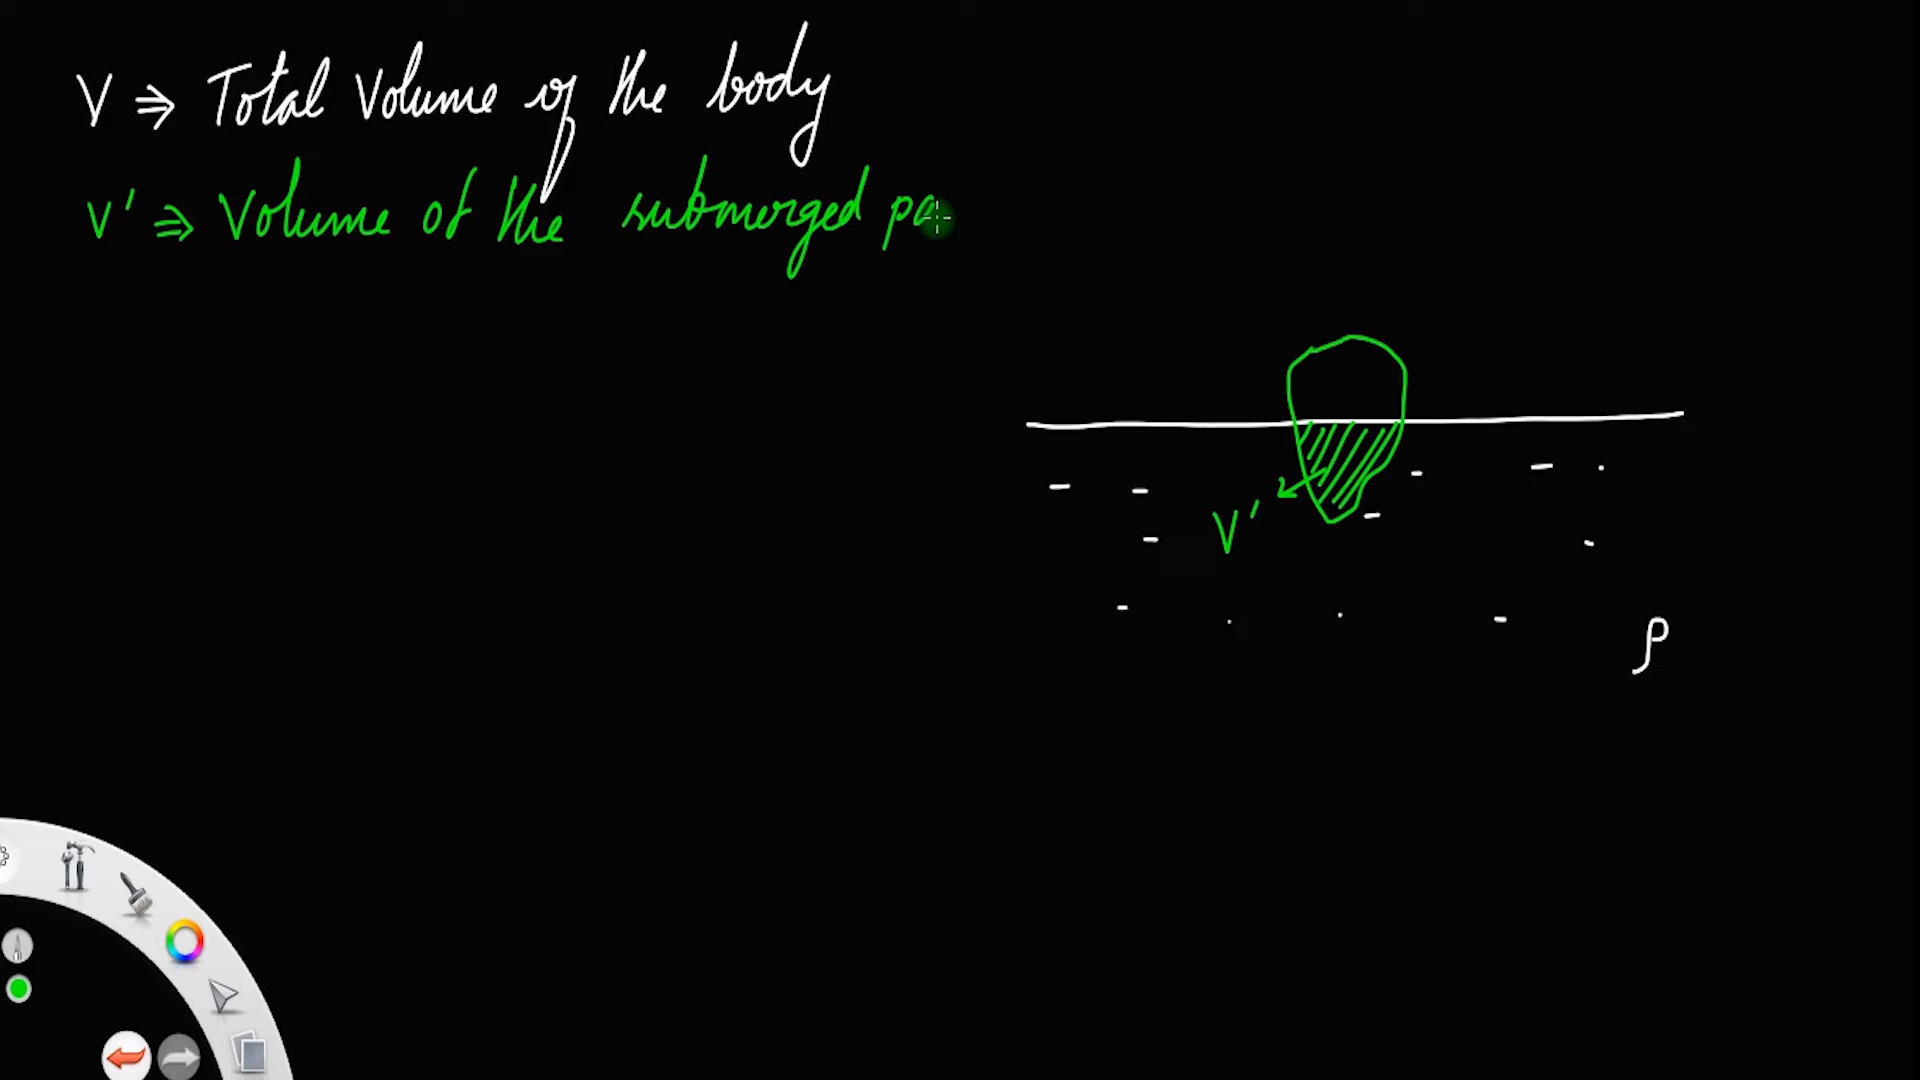 V ⇒ Total Volume of the body
V' ⇒ Volume of the submerged pa
V'
ρ